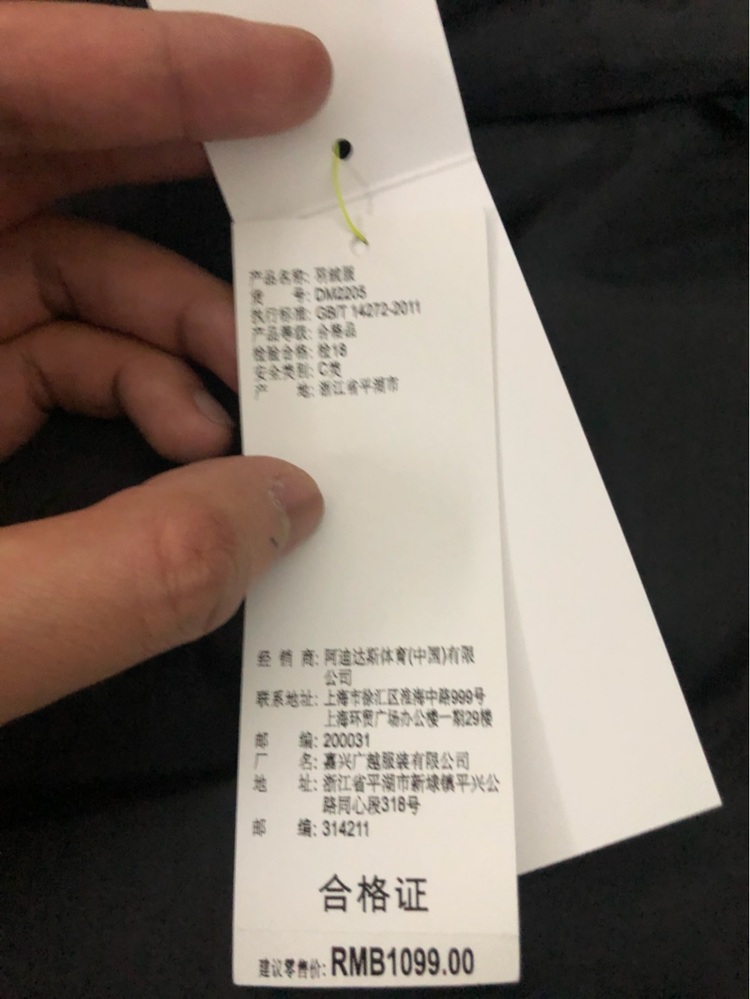 产品名称: 羽绒服
货 号: DM2205
执行标准: GB/T 14272-2011
产品等级: 合格品
检验合格: 检18
安全类别: C类
产 地: 浙江省平湖市
经 销 商: 阿迪达斯体育(中国)有限
公司
联系地址: 上海市徐汇区淮海中路999号
上海环贸广场办公楼一期29楼
邮 编: 200031
厂 名: 嘉兴广越服装有限公司
地 址: 浙江省平湖市新埭镇平兴公
路同心段318号
邮 编: 314211
合格证
建议零售价: RMB1099.00